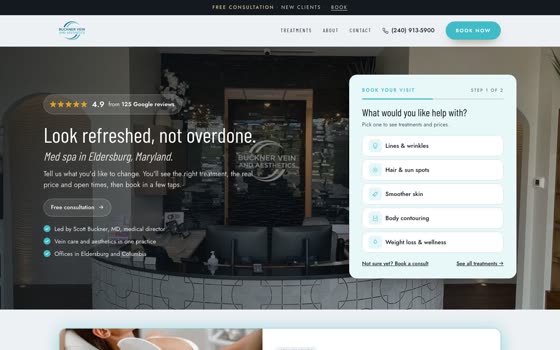 FREE CONSULTATION · NEW CLIENTS BOOK
BUCKNER VEIN
AND AESTHETICS
TREATMENTS ABOUT CONTACT (240) 913-5900 BOOK NOW
4.9 from 125 Google reviews
Look refreshed, not overdone.
Med spa in Eldersburg, Maryland.
Tell us what you'd like to change. You'll see the right treatment, the real
price and open times, then book in a few taps.
Free consultation →
Led by Scott Buckner, MD, medical director
Vein care and aesthetics in one practice
Offices in Eldersburg and Columbia
BUCKNER VEIN
AND AESTHETICS
BOOK YOUR VISIT STEP 1 OF 2
What would you like help with?
Pick one to see treatments and prices.
Lines & wrinkles
Hair & sun spots
Smoother skin
Body contouring
Weight loss & wellness
Not sure yet? Book a consult See all treatments →